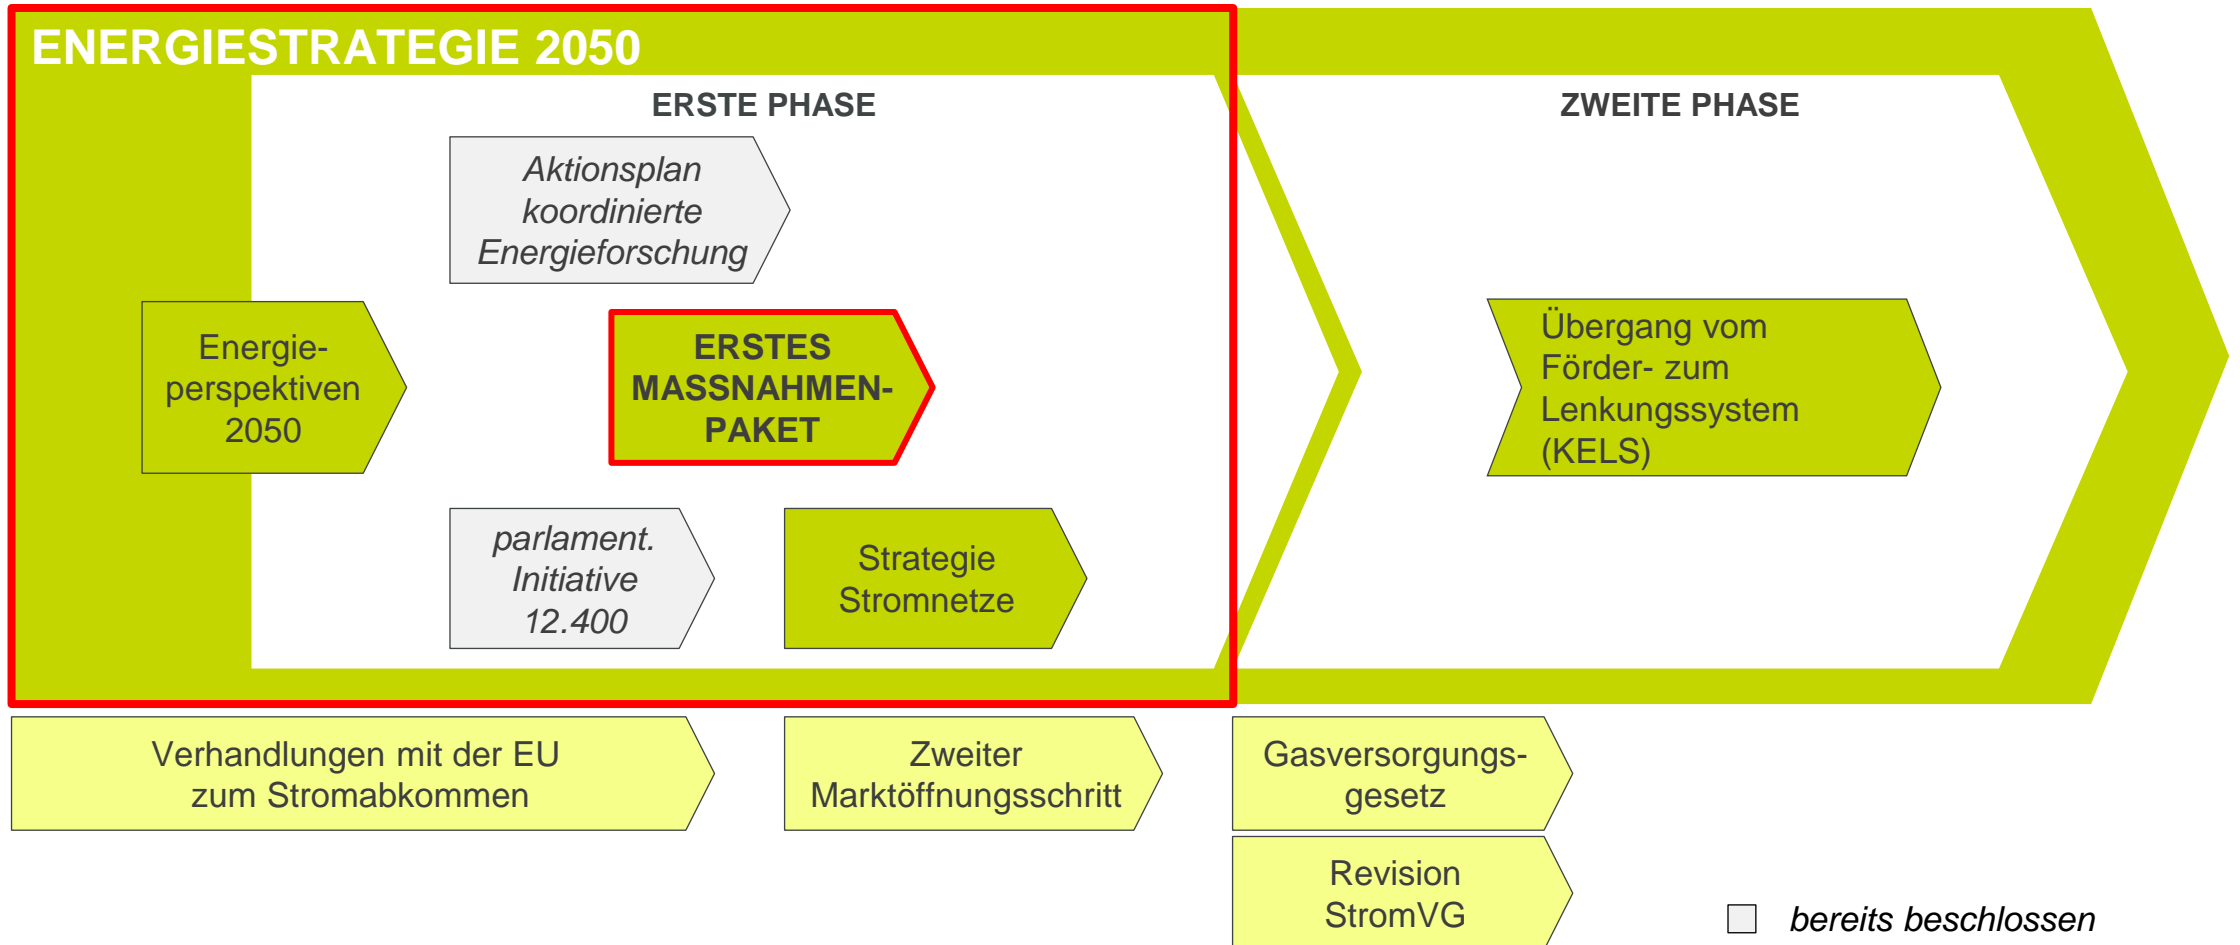 ENERGIESTRATEGIE 2050
ERSTE PHASE
ZWEITE PHASE
Aktionsplan
koordinierte
Energieforschung
Energie-
perspektiven
2050
ERSTES
MASSNAHMEN-
PAKET
Übergang vom
Förder- zum
Lenkungssystem
(KELS)
parlament.
Initiative
12.400
Strategie
Stromnetze
Verhandlungen mit der EU
zum Stromabkommen
Zweiter
Marktöffnungsschritt
Gasversorgungs-
gesetz
Revision
StromVG
bereits beschlossen